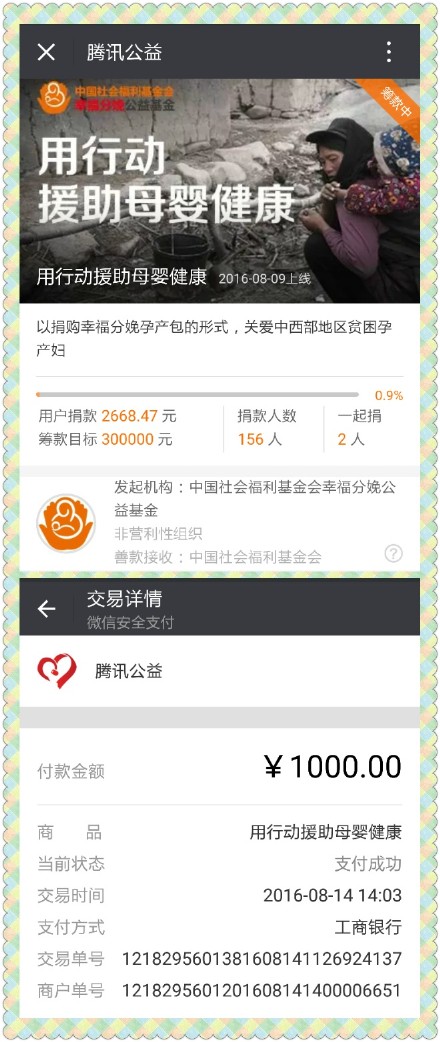 腾讯公益
中国社会福利基金会
幸福分娩公益基金
筹款中
用行动
援助母婴健康
用行动援助母婴健康 2016-08-09上线
以捐购幸福分娩孕产包的形式，关爱中西部地区贫困孕
产妇
0.9%
用户捐款 2668.47 元 捐款人数 一起捐
筹款目标 300000 元 156 人 2 人
发起机构：中国社会福利基金会幸福分娩公
益基金
非营利性组织
善款接收：中国社会福利基金会
?
交易详情
微信安全支付
腾讯公益
付款金额 ¥1000.00
商 品 用行动援助母婴健康
当前状态 支付成功
交易时间 2016-08-14 14:03
支付方式 工商银行
交易单号 1218295601381608141126924137
商户单号 1218295601201608141400006651